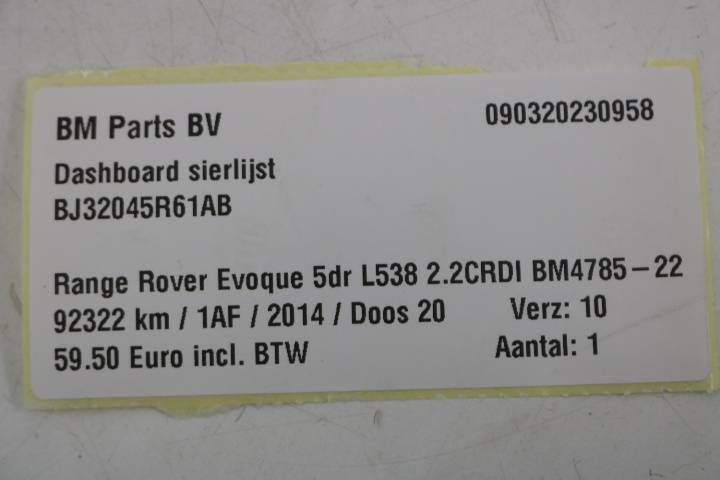 BM Parts BV 090320230958
Dashboard sierlijst
BJ32045R61AB
Range Rover Evoque 5dr L538 2.2CRDI BM4785-22
92322 km / 1AF / 2014 / Doos 20 Verz: 10
59.50 Euro incl. BTW Aantal: 1